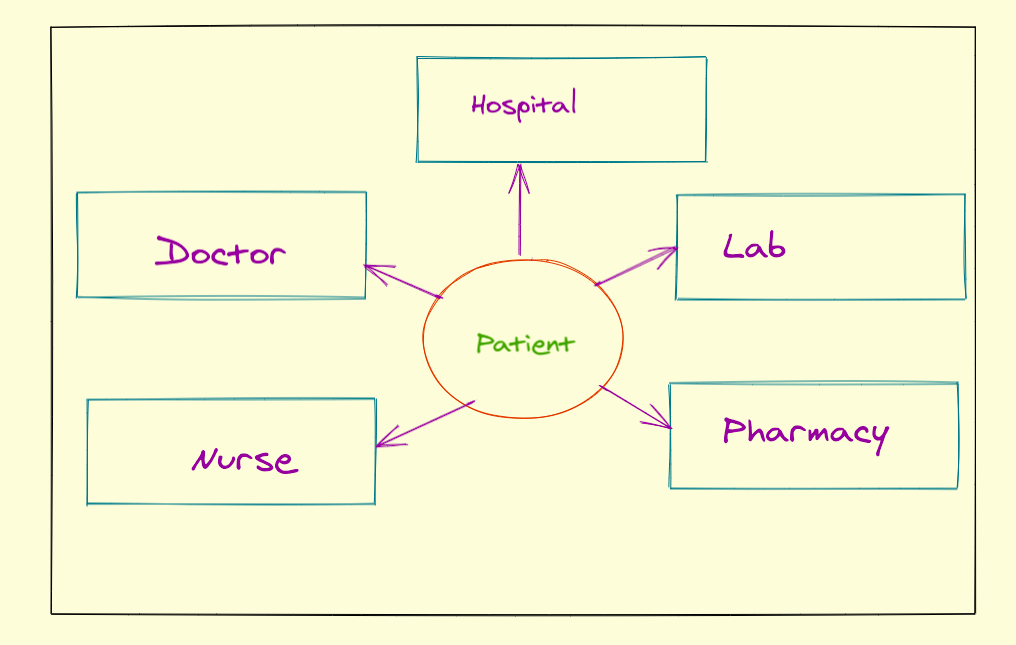 Hospital
Doctor
Lab
Patient
Pharmacy
Nurse